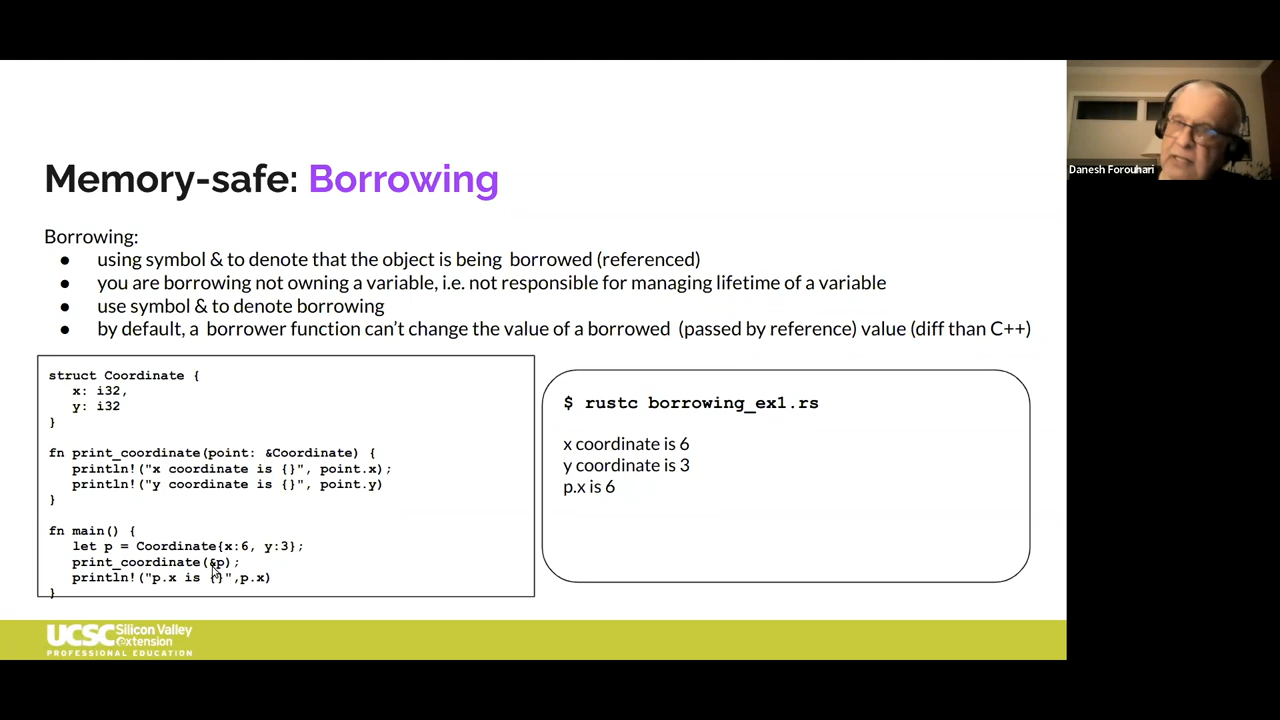 Memory-safe: Borrowing
Borrowing:
● using symbol & to denote that the object is being borrowed (referenced)
● you are borrowing not owning a variable, i.e. not responsible for managing lifetime of a variable
● use symbol & to denote borrowing
● by default, a borrower function can't change the value of a borrowed (passed by reference) value (diff than C++)
struct Coordinate {
x: i32,
y: i32
}
fn print_coordinate(point: &Coordinate) {
println!("x coordinate is {}", point.x);
println!("y coordinate is {}", point.y)
}
fn main() {
let p = Coordinate{x:6, y:3};
print_coordinate(&p);
println!("p.x is {}",p.x)
}
$ rustc borrowing_ex1.rs
x coordinate is 6
y coordinate is 3
p.x is 6
UCSC Silicon Valley
extension
PROFESSIONAL EDUCATION
Danesh Forouhari